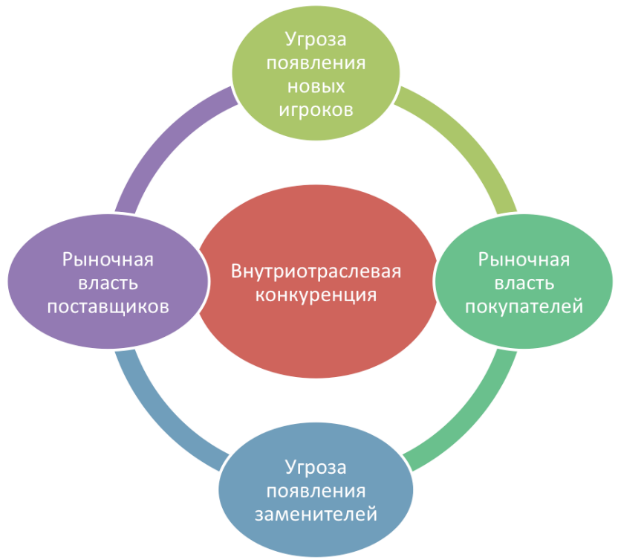 Угроза
появления
новых
игроков
Рыночная
власть
поставщиков
Внутриотраслевая
конкуренция
Рыночная
власть
покупателей
Угроза
появления
заменителей